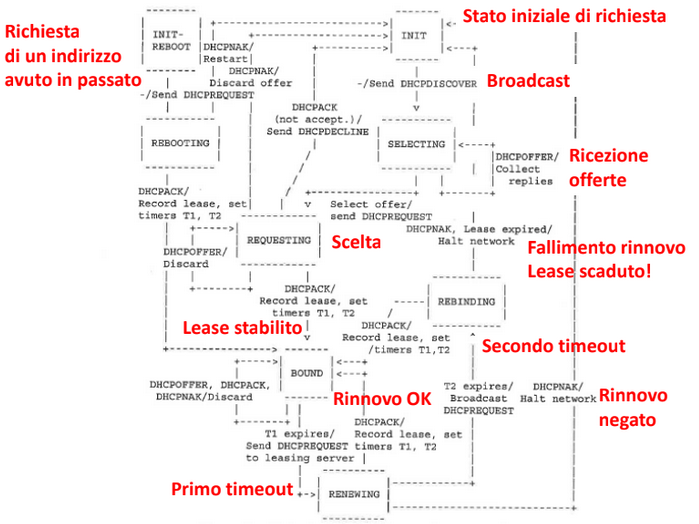 Stato iniziale di richiesta
Richiesta
di un indirizzo
avuto in passato
INIT-
REBOOT
INIT
DHCPNAK/
Restart
DHCPNAK/
Discard offer
-/Send DHCPREQUEST
-/Send DHCPDISCOVER
Broadcast
DHCPACK
(not accept.)/
Send DHCPDECLINE
REBOOTING
SELECTING
DHCPOFFER/
Collect
replies
Ricezione
offerte
DHCPACK/
Record lease, set
timers T1, T2
Select offer/
send DHCPREQUEST
REQUESTING
Scelta
DHCPNAK, Lease expired/
Halt network
Fallimento rinnovo
Lease scaduto!
DHCPOFFER/
Discard
DHCPACK/
Record lease, set
timers T1, T2
REBINDING
Lease stabilito
DHCPACK/
Record lease, set
/timers T1,T2
Secondo timeout
BOUND
DHCPOFFER, DHCPACK,
DHCPNAK/Discard
Rinnovo OK
T2 expires/
Broadcast
DHCPREQUEST
DHCPNAK/
Halt network
Rinnovo
negato
T1 expires/
Send DHCPREQUEST
to leasing server
DHCPACK/
Record lease, set
timers T1, T2
Primo timeout
RENEWING